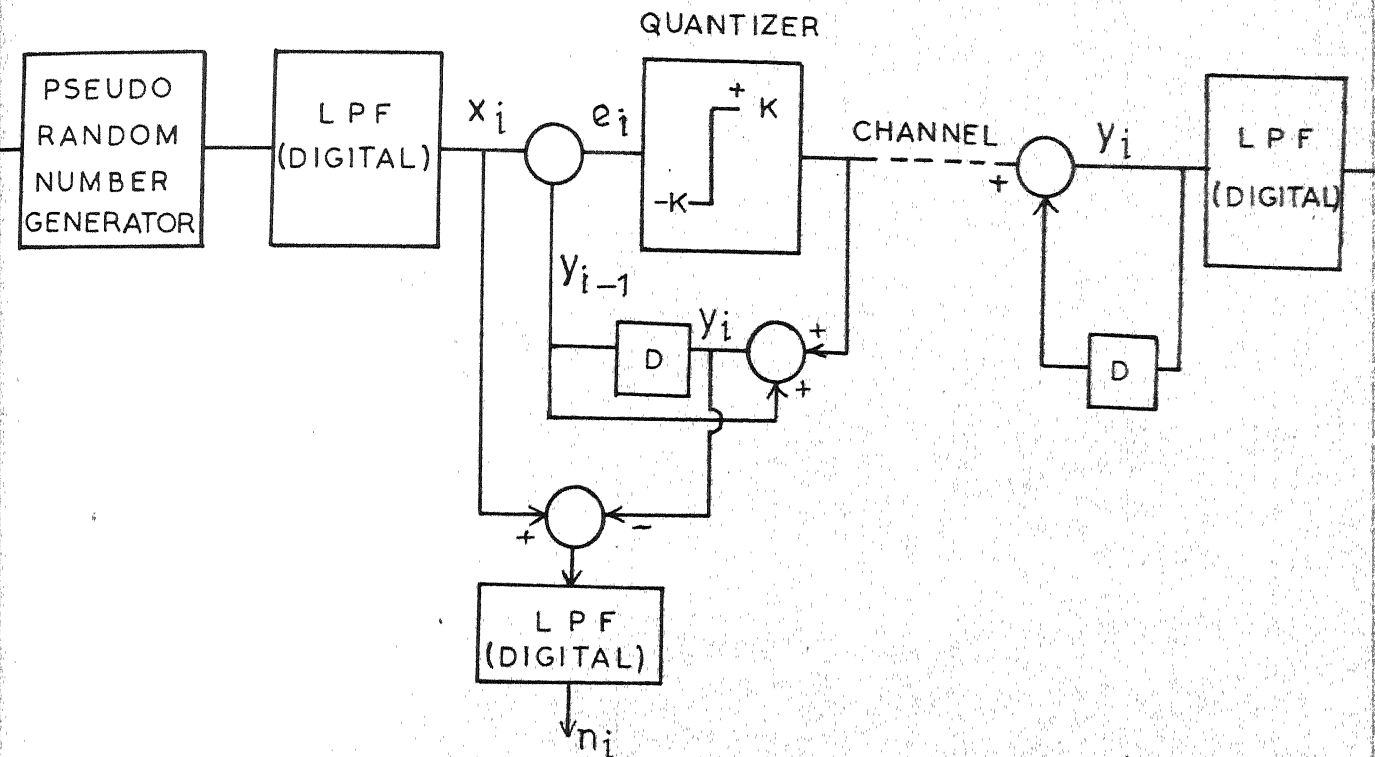 QUANTIZER
PSEUDO
RANDOM
NUMBER
GENERATOR
L P F
(DIGITAL)
x_i
e_i
+
K
-K
CHANNEL
+
y_i
L P F
(DIGITAL)
y_{i-1}
D
y_i
+
+
D
+
-
L P F
(DIGITAL)
n_i